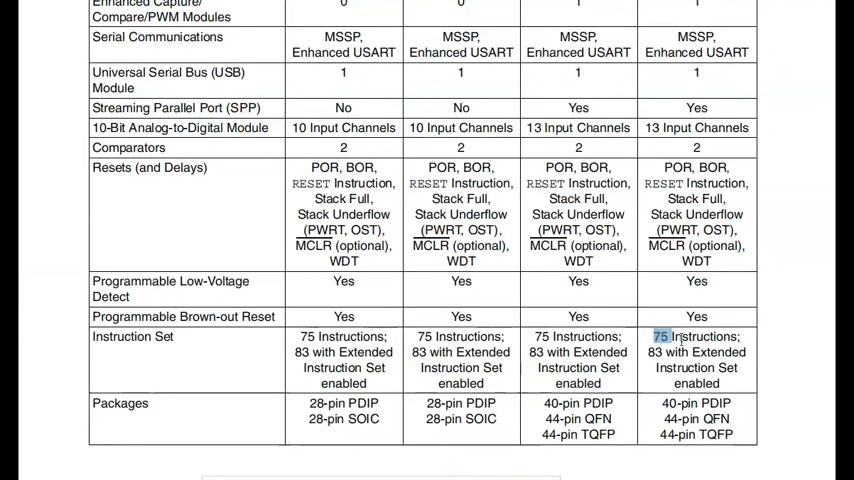 Enhanced Capture/ 0 0 1 1
Compare/PWM Modules
Serial Communications MSSP, MSSP, MSSP, MSSP,
Enhanced USART Enhanced USART Enhanced USART Enhanced USART
Universal Serial Bus (USB) 1 1 1 1
Module
Streaming Parallel Port (SPP) No No Yes Yes
10-Bit Analog-to-Digital Module 10 Input Channels 10 Input Channels 13 Input Channels 13 Input Channels
Comparators 2 2 2 2
Resets (and Delays) POR, BOR, POR, BOR, POR, BOR, POR, BOR,
RESET Instruction, RESET Instruction, RESET Instruction, RESET Instruction,
Stack Full, Stack Full, Stack Full, Stack Full,
Stack Underflow Stack Underflow Stack Underflow Stack Underflow
(PWRT, OST), (PWRT, OST), (PWRT, OST), (PWRT, OST),
MCLR (optional), MCLR (optional), MCLR (optional), MCLR (optional),
WDT WDT WDT WDT
Programmable Low-Voltage Yes Yes Yes Yes
Detect
Programmable Brown-out Reset Yes Yes Yes Yes
Instruction Set 75 Instructions; 75 Instructions; 75 Instructions; 75 Instructions;
83 with Extended 83 with Extended 83 with Extended 83 with Extended
Instruction Set Instruction Set Instruction Set Instruction Set
enabled enabled enabled enabled
Packages 28-pin PDIP 28-pin PDIP 40-pin PDIP 40-pin PDIP
28-pin SOIC 28-pin SOIC 44-pin QFN 44-pin QFN
44-pin TQFP 44-pin TQFP